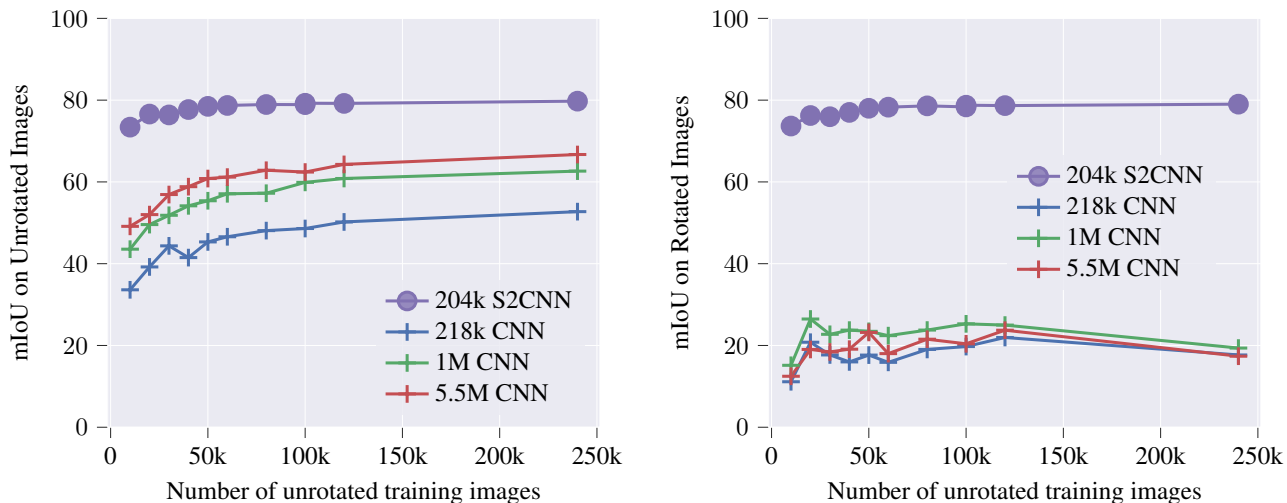 mIoU on Unrotated Images
100
80
60
40
20
0
204k S2CNN
218k CNN
1M CNN
5.5M CNN
0 50k 100k 150k 200k 250k
Number of unrotated training images
mIoU on Rotated Images
100
80
60
40
20
0
204k S2CNN
218k CNN
1M CNN
5.5M CNN
0 50k 100k 150k 200k 250k
Number of unrotated training images